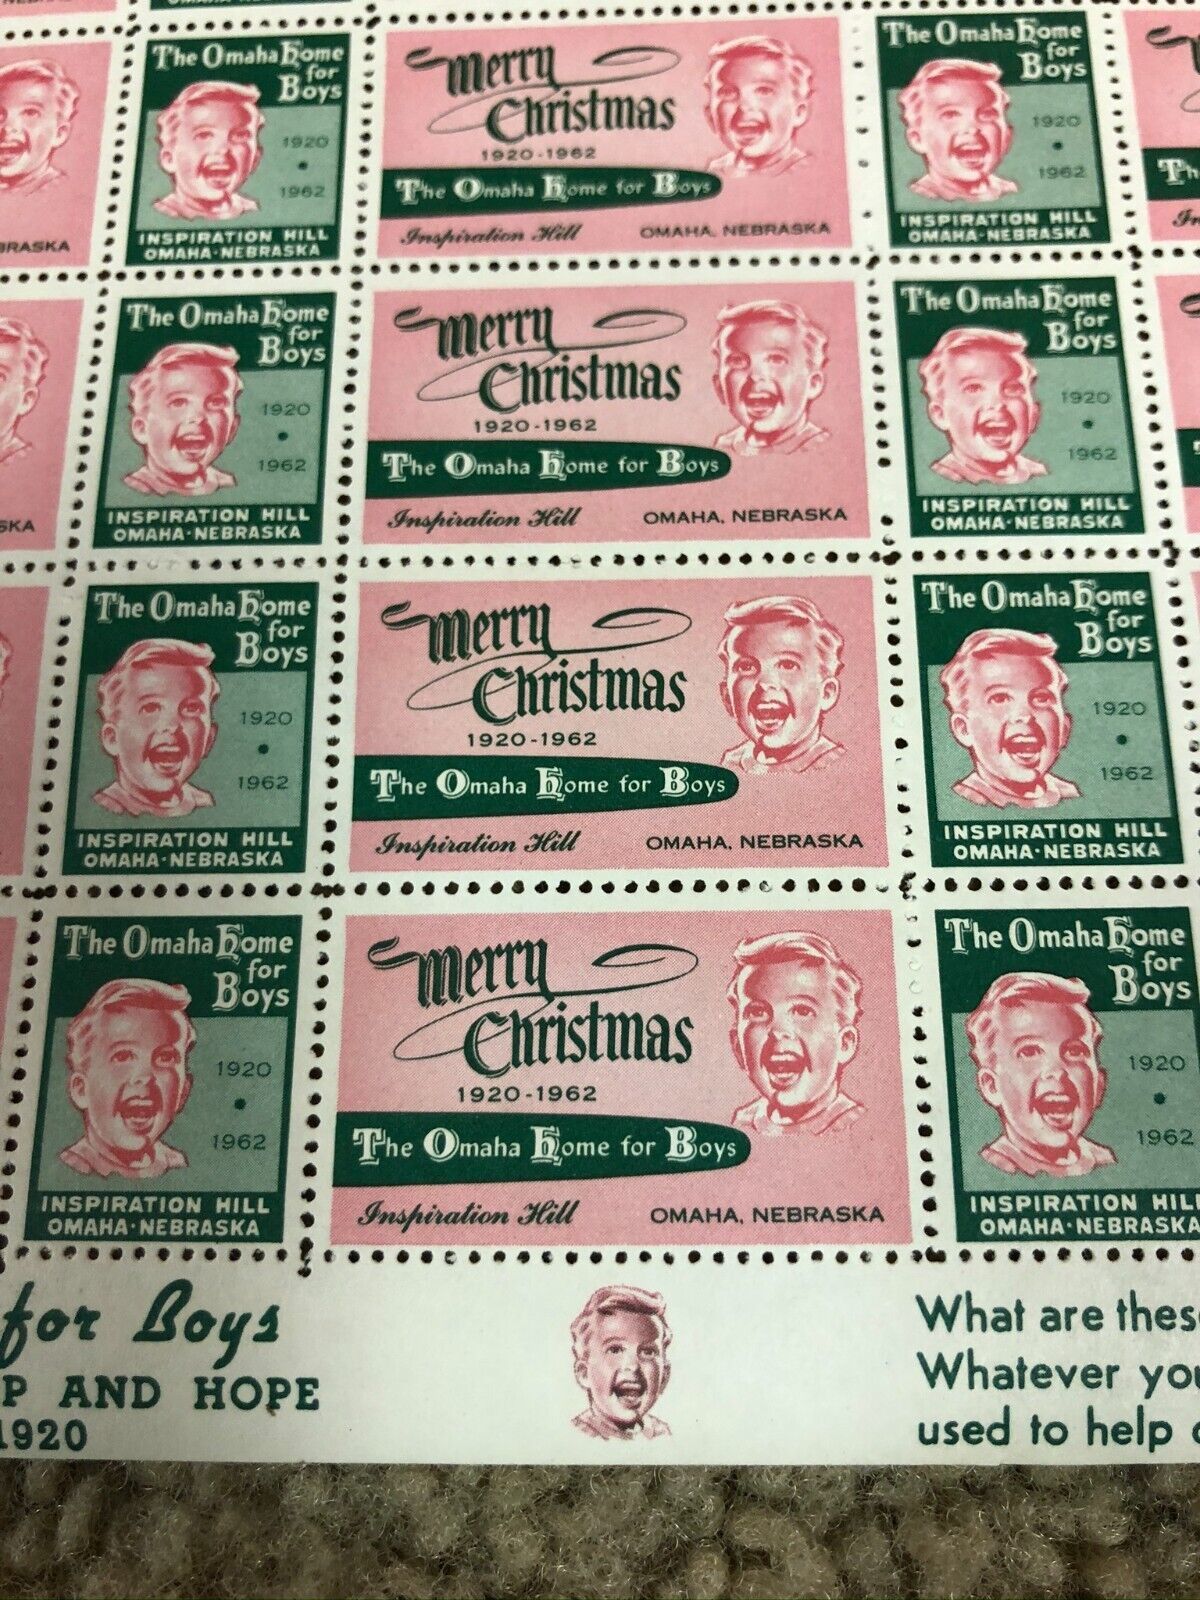 NEBRASKA
The Omaha Home
for
Boys
1920
1962
INSPIRATION HILL
OMAHA·NEBRASKA
Merry
Christmas
1920-1962
The Omaha Home for Boys
Inspiration Hill OMAHA, NEBRASKA
The Omaha Home
for
Boys
1920
1962
INSPIRATION HILL
OMAHA·NEBRASKA
The Omaha Home
for
Boys
1920
1962
INSPIRATION HILL
OMAHA·NEBRASKA
Merry
Christmas
1920-1962
The Omaha Home for Boys
Inspiration Hill OMAHA, NEBRASKA
The Omaha Home
for
Boys
1920
1962
INSPIRATION HILL
OMAHA·NEBRASKA
The Omaha Home
for
Boys
1920
1962
INSPIRATION HILL
OMAHA·NEBRASKA
Merry
Christmas
1920-1962
The Omaha Home for Boys
Inspiration Hill OMAHA, NEBRASKA
The Omaha Home
for
Boys
1920
1962
INSPIRATION HILL
OMAHA·NEBRASKA
The Omaha Home
for
Boys
1920
1962
INSPIRATION HILL
OMAHA·NEBRASKA
Merry
Christmas
1920-1962
The Omaha Home for Boys
Inspiration Hill OMAHA, NEBRASKA
The Omaha Home
for
Boys
1920
1962
INSPIRATION HILL
OMAHA·NEBRASKA
for Boys
P AND HOPE
1920
What are these
Whatever you
used to help